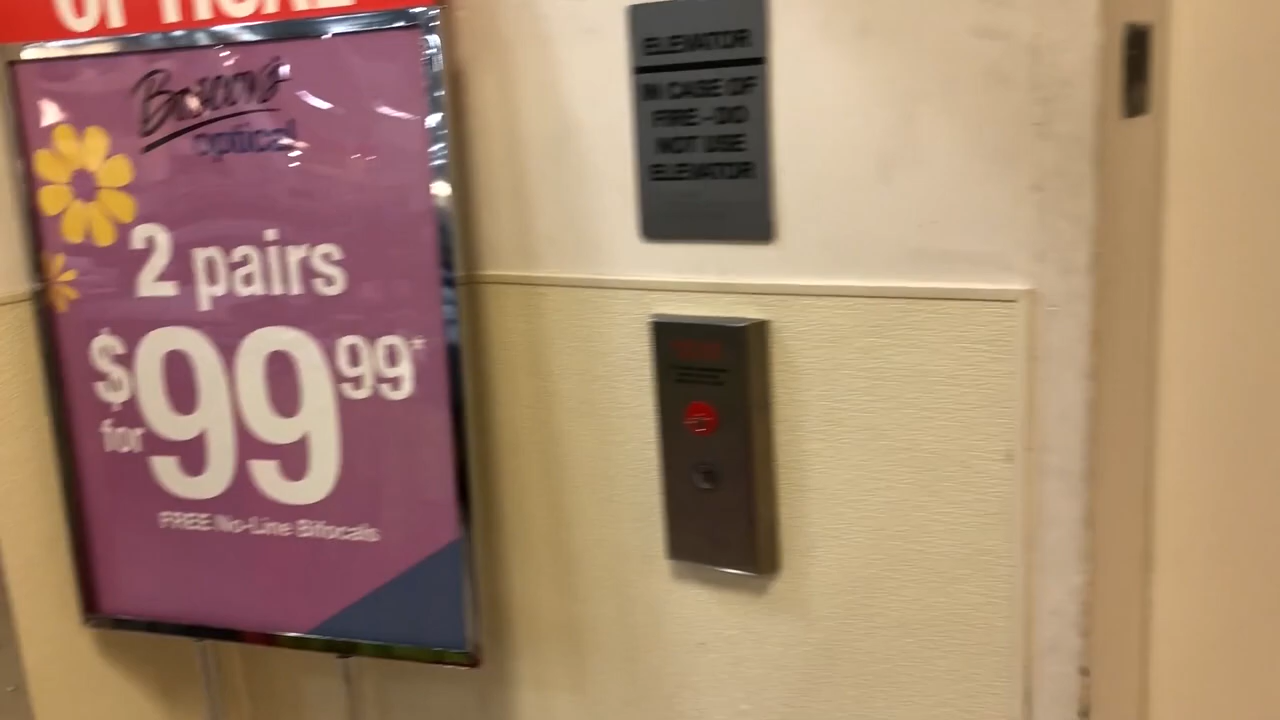 OPTICAL
Boscov's
optical
2 pairs
$99 99*
for
FREE No-Line Bifocals
ELEVATOR
IN CASE OF
FIRE - DO
NOT USE
ELEVATOR